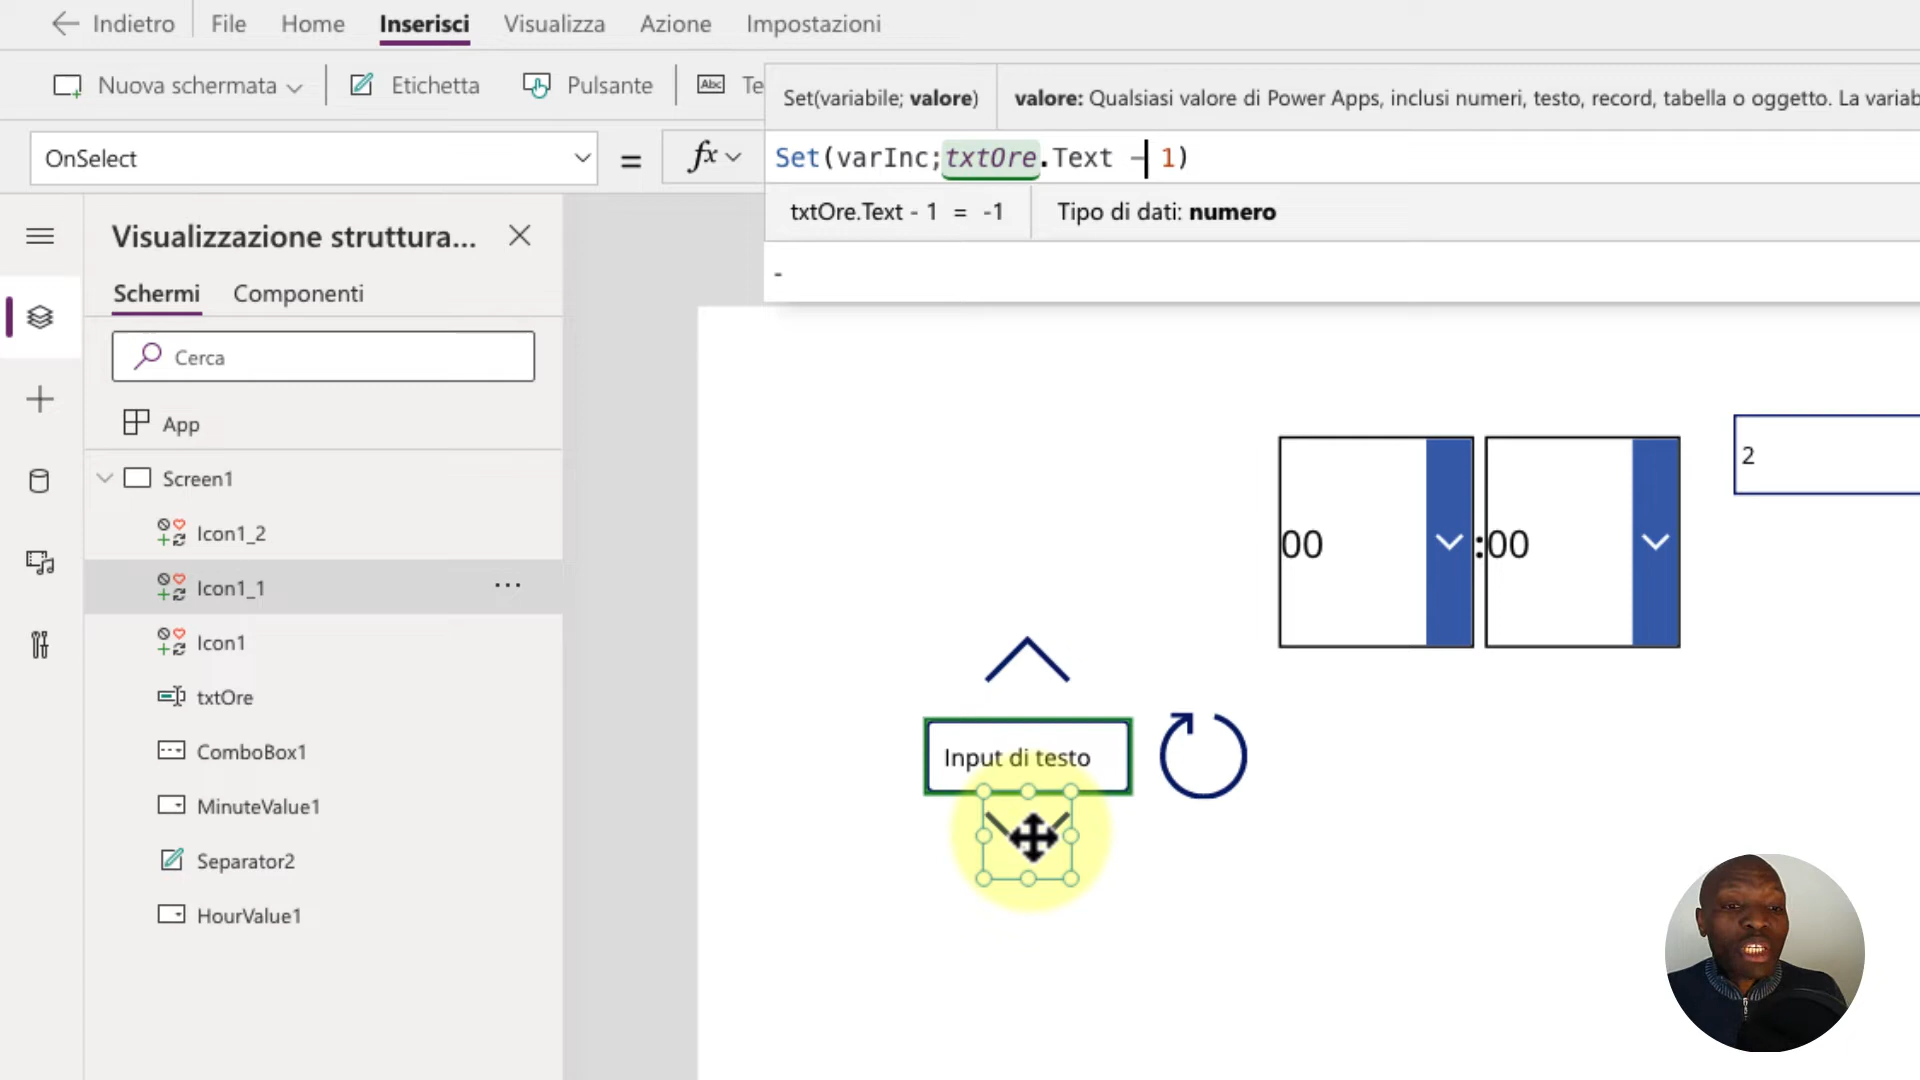 Indietro File Home Inserisci Visualizza Azione Impostazioni
Nuova schermata Etichetta Pulsante Abc Te
Set(variabile; valore) valore: Qualsiasi valore di Power Apps, inclusi numeri, testo, record, tabella o oggetto. La variab
OnSelect = fx Set(varInc;txtOre.Text - 1)
txtOre.Text - 1 = -1 Tipo di dati: numero
-
Visualizzazione struttura...
Schermi Componenti
Cerca
App
Screen1
Icon1_2
Icon1_1 ...
Icon1
txtOre
ComboBox1
MinuteValue1
Separator2
HourValue1
00 :00
2
Input di testo